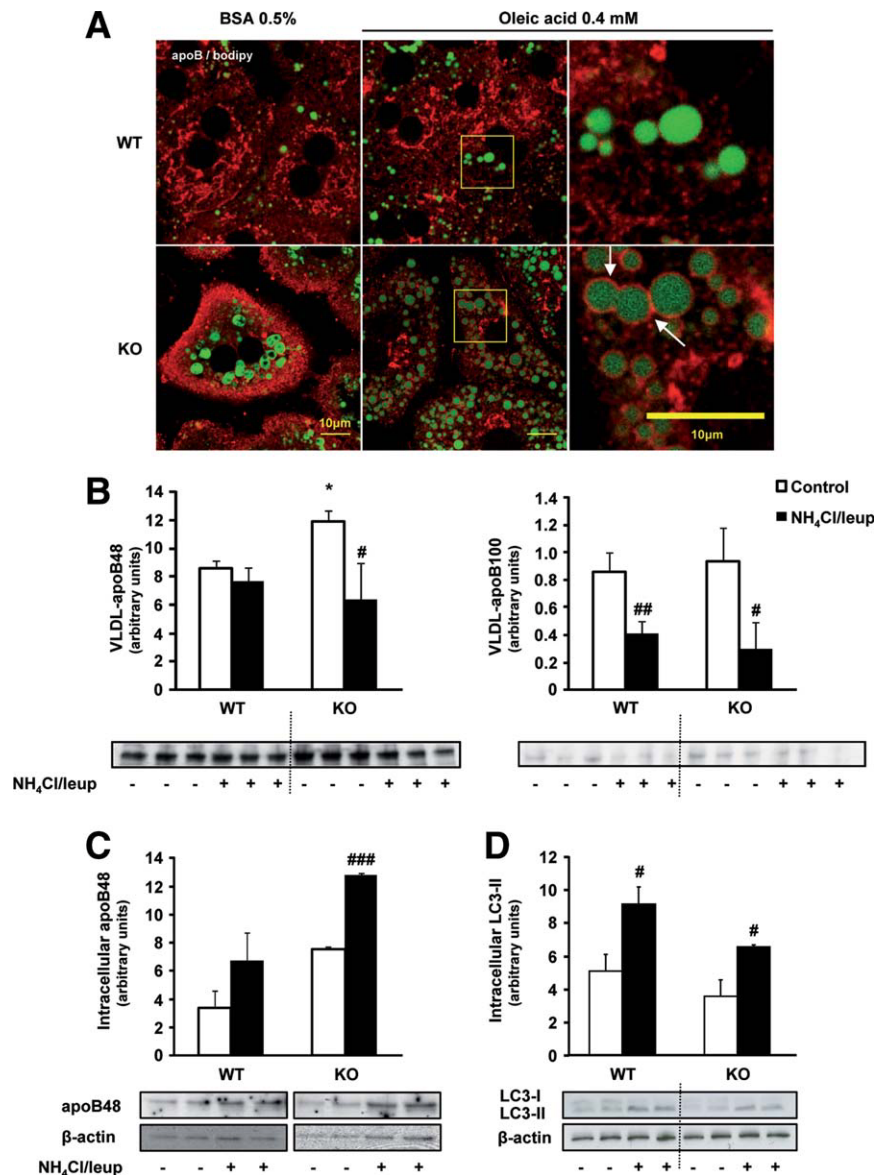 BSA 0.5%
Oleic acid 0.4 mM
A
apoB / bodipy
WT
KO
10µm
10µm
B
VLDL-apoB48
(arbitrary units)
14
12
10
8
6
4
2
0
*
#
WT
KO
NH₄Cl/leup
- - - + + + - - - + + +
VLDL-apoB100
(arbitrary units)
1.4
1.2
1.0
0.8
0.6
0.4
0.2
0
##
#
WT
KO
Control
NH₄Cl/leup
- - - + + + - - - + + +
C
Intracellular apoB48
(arbitrary units)
14
12
10
8
6
4
2
0
###
WT
KO
apoB48
β-actin
NH₄Cl/leup
- - + + - - + +
D
Intracellular LC3-II
(arbitrary units)
12
10
8
6
4
2
0
#
#
WT
KO
LC3-I
LC3-II
β-actin
- - + + - - + +